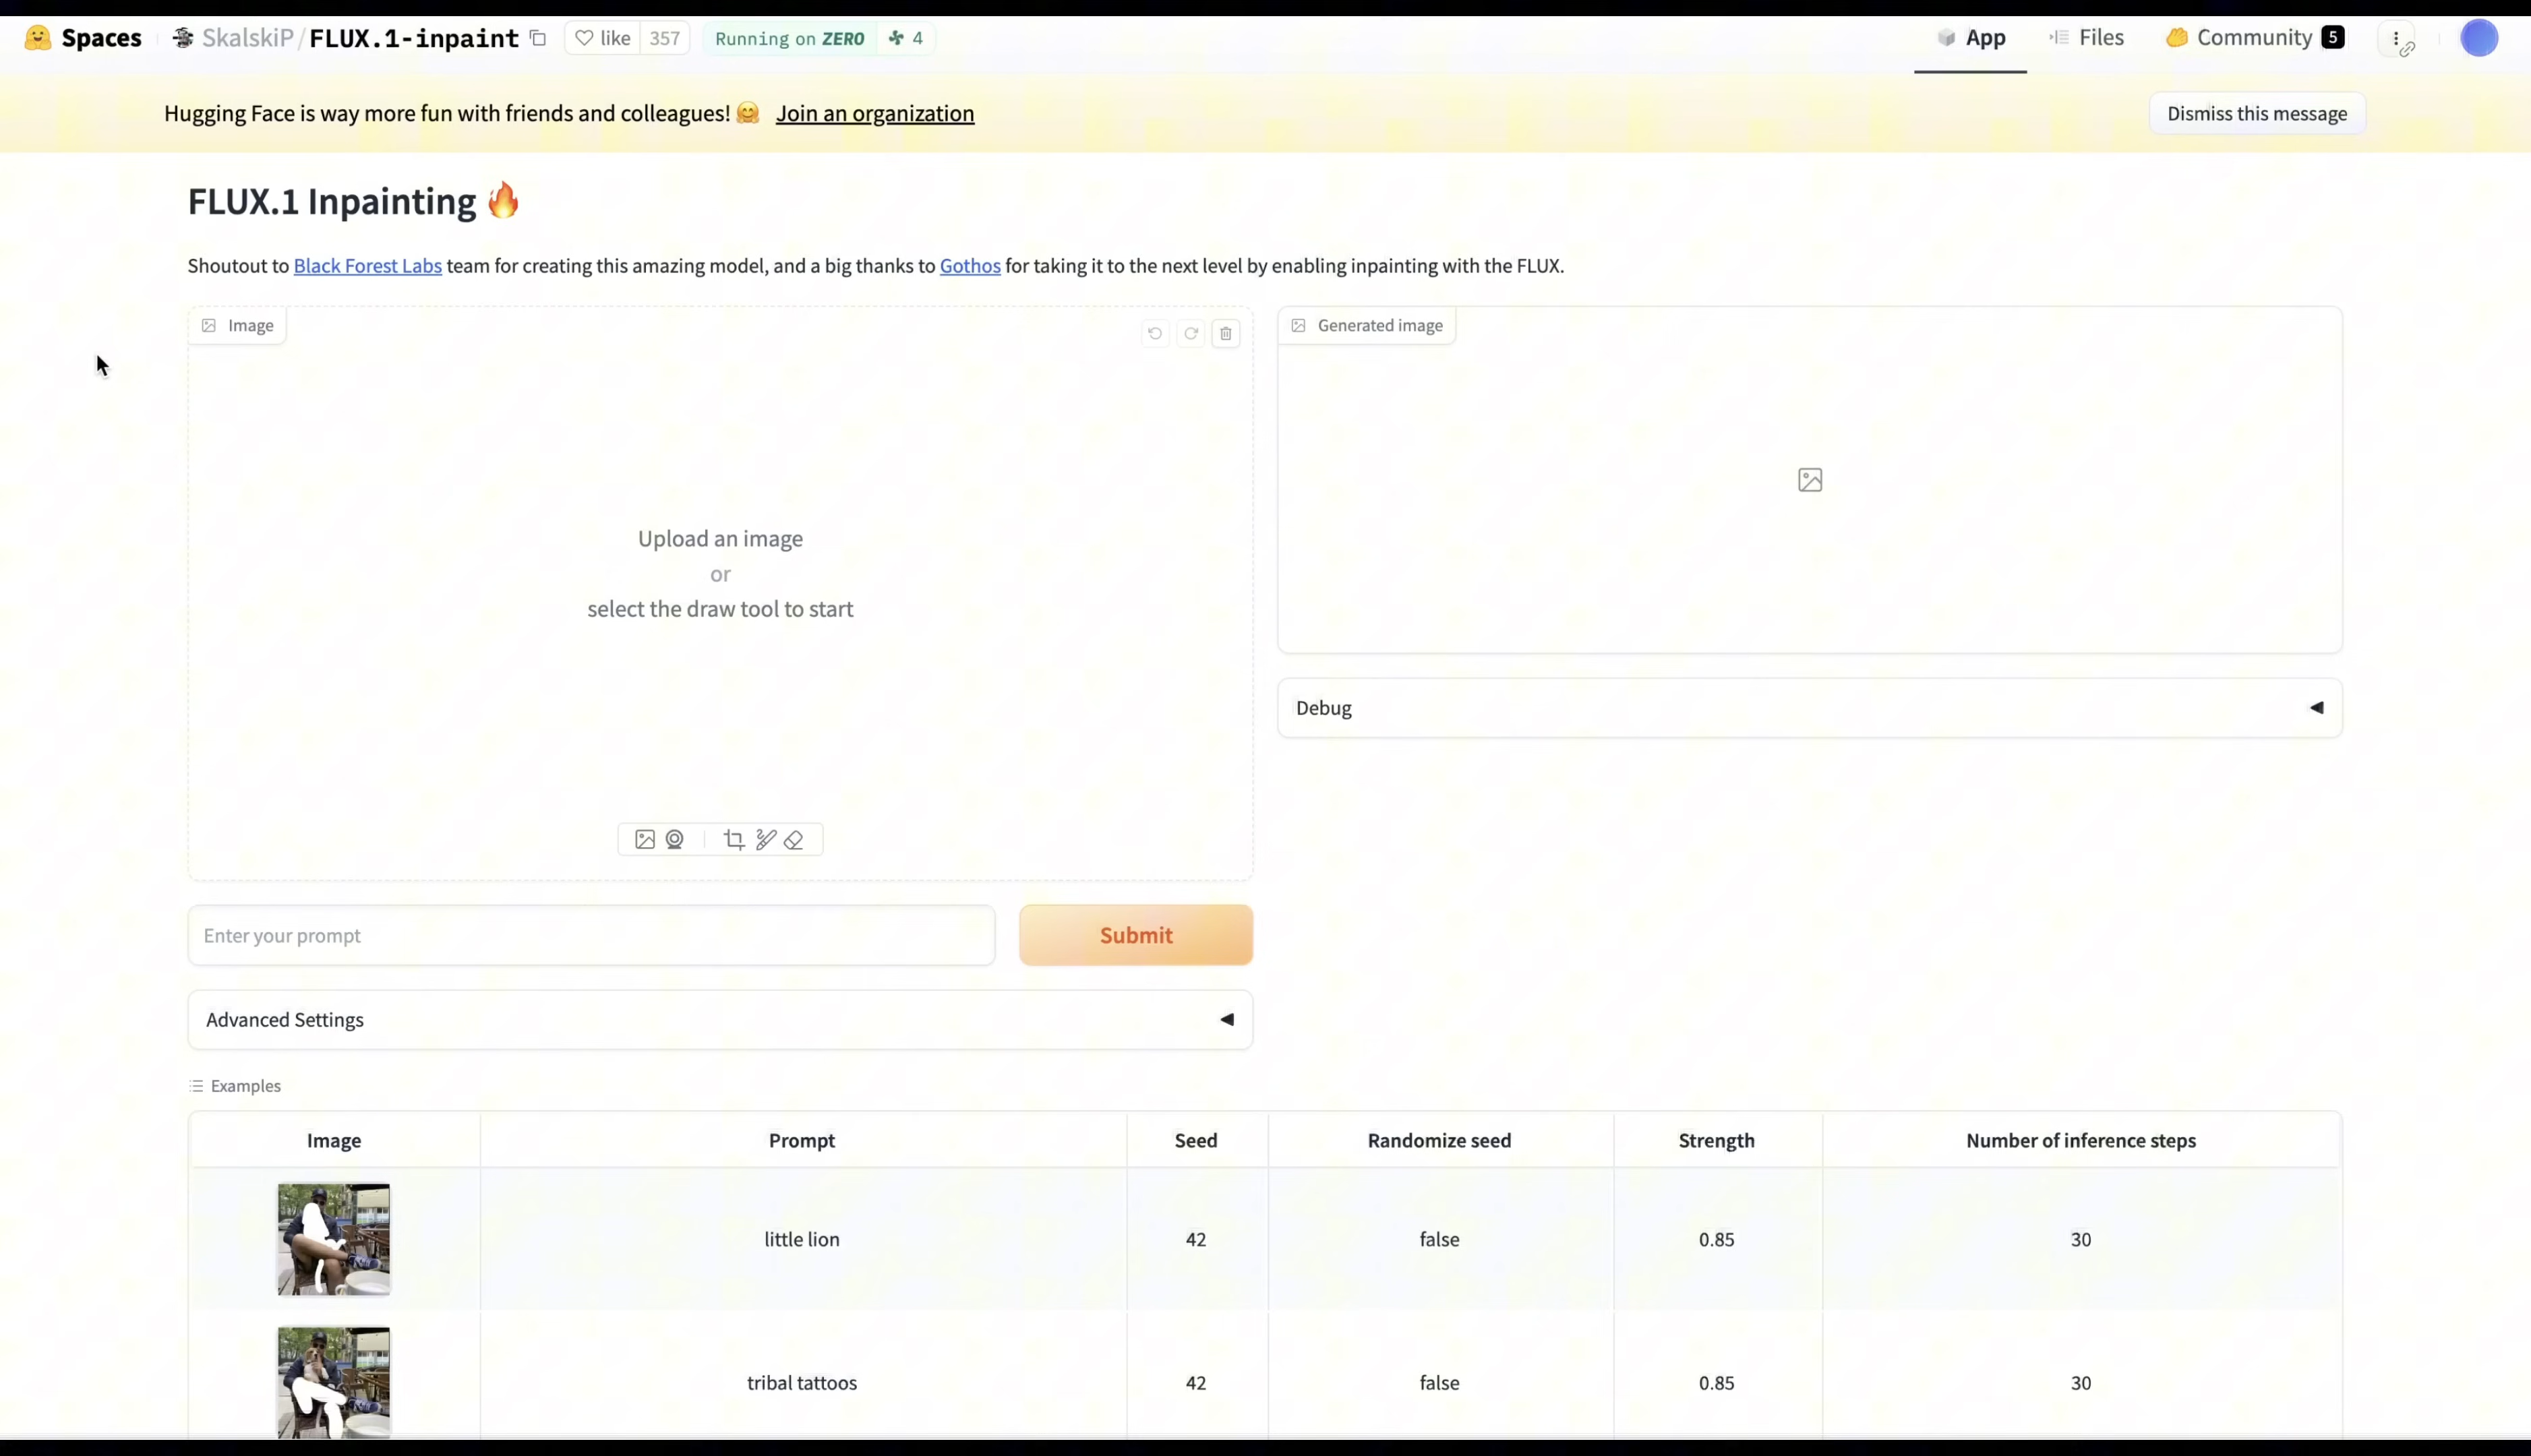 Spaces SkalskiP/FLUX.1-inpaint like 357 Running on ZERO 4 App Files Community 5
Hugging Face is way more fun with friends and colleagues! 🤗 Join an organization Dismiss this message
FLUX.1 Inpainting 🔥
Shoutout to Black Forest Labs team for creating this amazing model, and a big thanks to Gothos for taking it to the next level by enabling inpainting with the FLUX.
Image
Generated image
Upload an image
or
select the draw tool to start
Debug
Enter your prompt
Submit
Advanced Settings
Examples
Image Prompt Seed Randomize seed Strength Number of inference steps
little lion 42 false 0.85 30
tribal tattoos 42 false 0.85 30